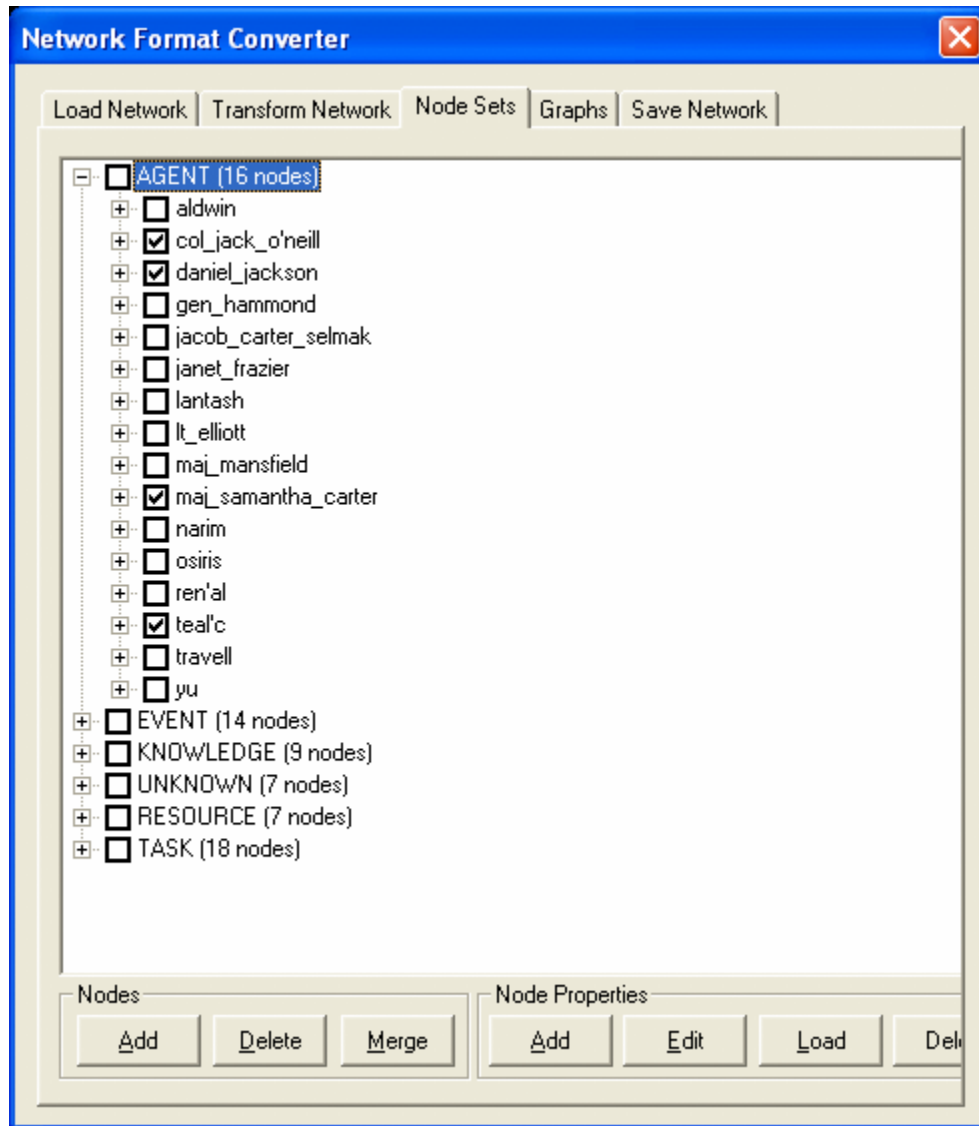 Network Format Converter
Load Network Transform Network Node Sets Graphs Save Network
AGENT (16 nodes)
aldwin
col_jack_o'neill
daniel_jackson
gen_hammond
jacob_carter_selmak
janet_frazier
lantash
lt_elliott
maj_mansfield
maj_samantha_carter
narim
osiris
ren'al
teal'c
travell
yu
EVENT (14 nodes)
KNOWLEDGE (9 nodes)
UNKNOWN (7 nodes)
RESOURCE (7 nodes)
TASK (18 nodes)
Nodes Node Properties
Add Delete Merge Add Edit Load Dele